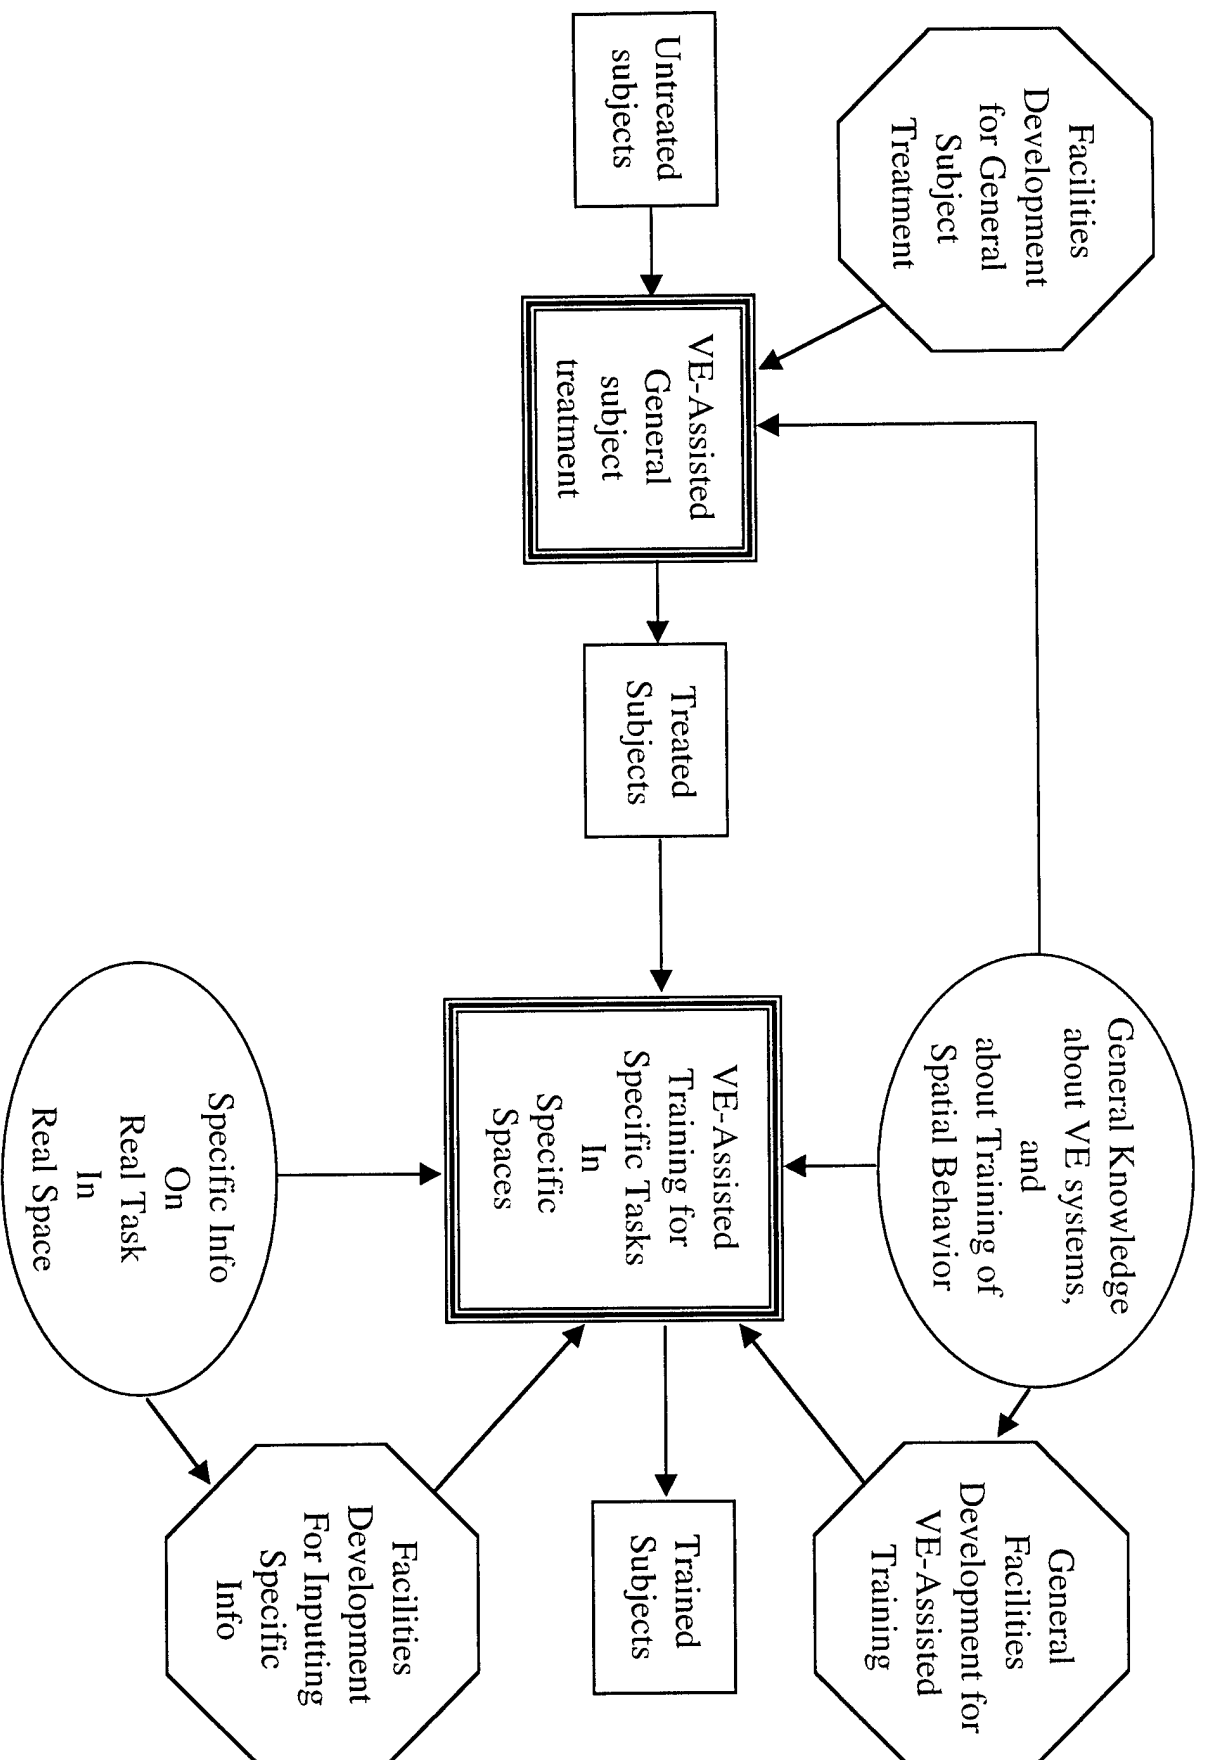 Facilities
Development
for General
Subject
Treatment
General Knowledge
about VE systems,
and
about Training of
Spatial Behavior
General
Facilities
Development for
VE-Assisted
Training
Untreated
subjects
VE-Assisted
General
subject
treatment
Treated
Subjects
VE-Assisted
Training for
Specific Tasks
In
Specific
Spaces
Trained
Subjects
Specific Info
On
Real Task
In
Real Space
Facilities
Development
For Inputting
Specific
Info